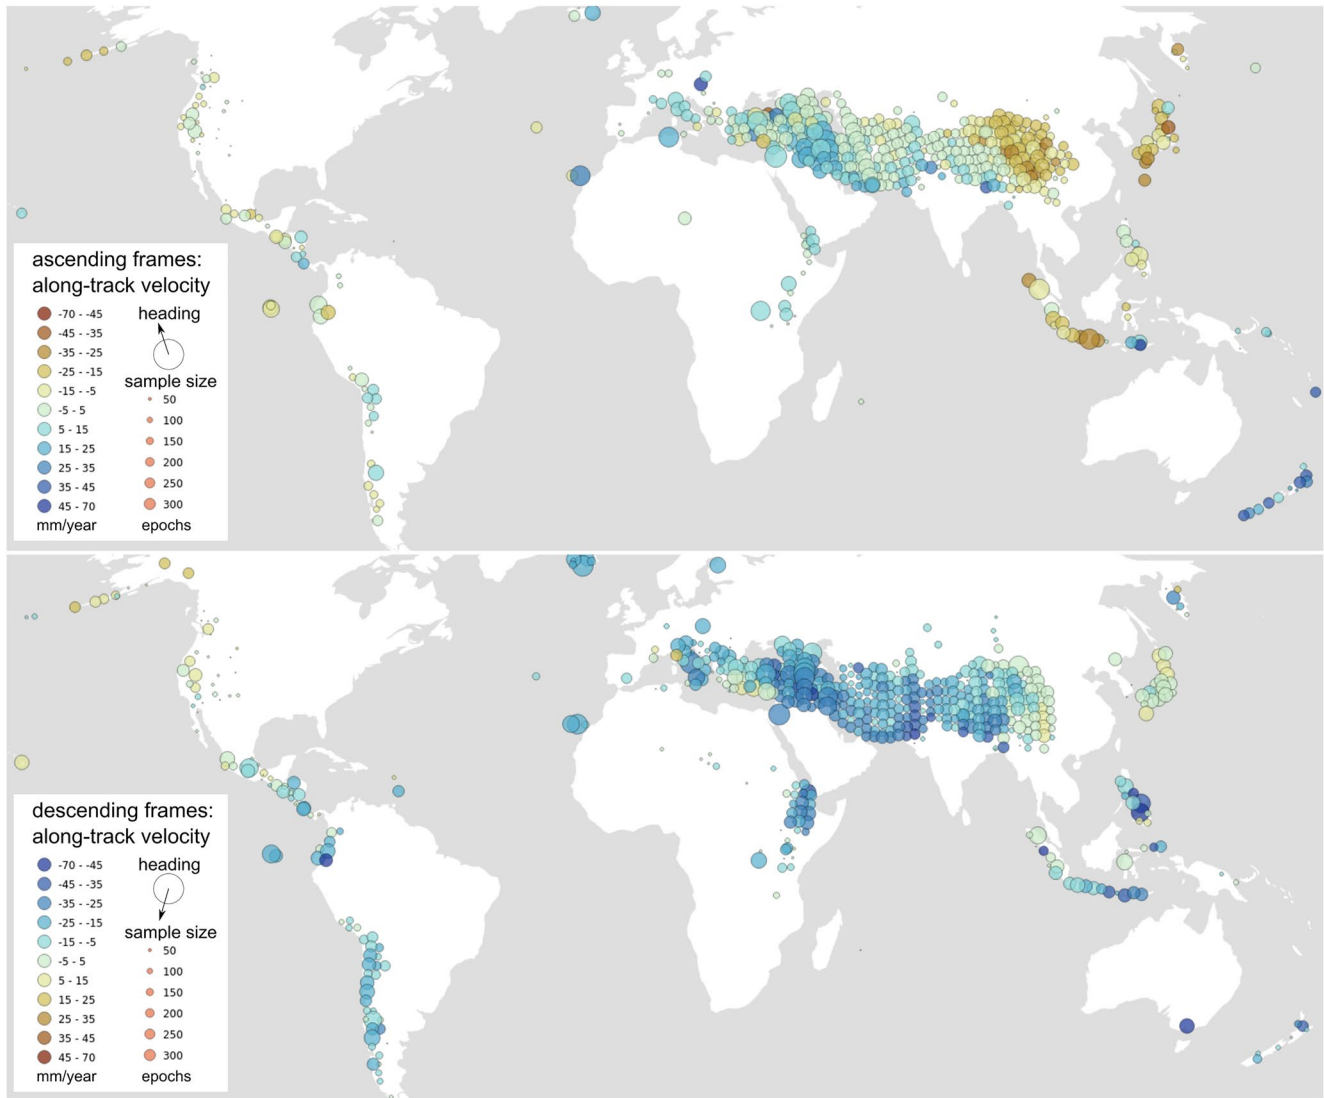 ascending frames:
along-track velocity
-70 - -45
-45 - -35
-35 - -25
-25 - -15
-15 - -5
-5 - 5
5 - 15
15 - 25
25 - 35
35 - 45
45 - 70
mm/year
heading
sample size
50
100
150
200
250
300
epochs
descending frames:
along-track velocity
-70 - -45
-45 - -35
-35 - -25
-25 - -15
-15 - -5
-5 - 5
5 - 15
15 - 25
25 - 35
35 - 45
45 - 70
mm/year
heading
sample size
50
100
150
200
250
300
epochs